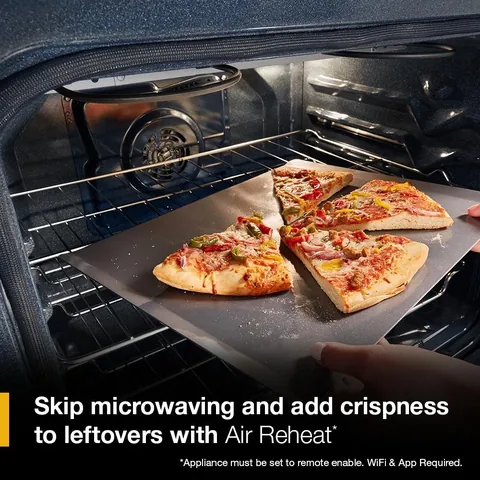 Skip microwaving and add crispness
to leftovers with Air Reheat*
*Appliance must be set to remote enable. WiFi & App Required.